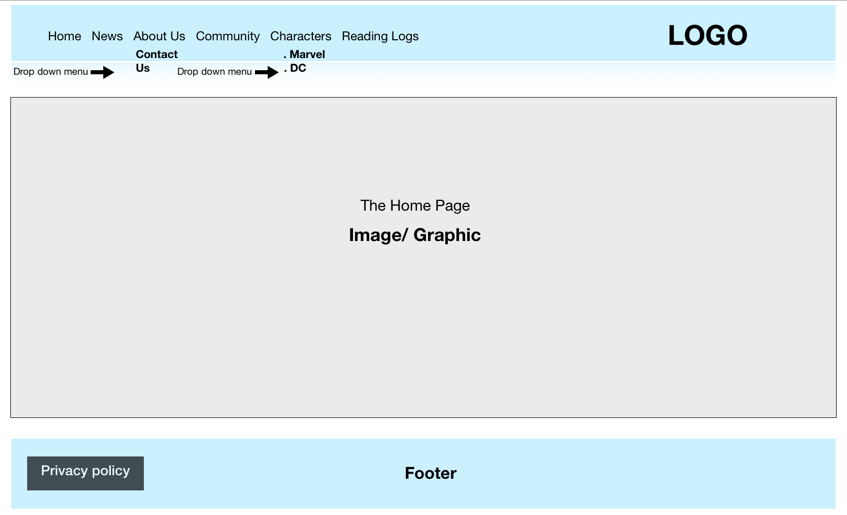 Home News About Us Community Characters Reading Logs
LOGO
Contact
Us
. Marvel
. DC
Drop down menu
Drop down menu
The Home Page
Image/ Graphic
Privacy policy
Footer